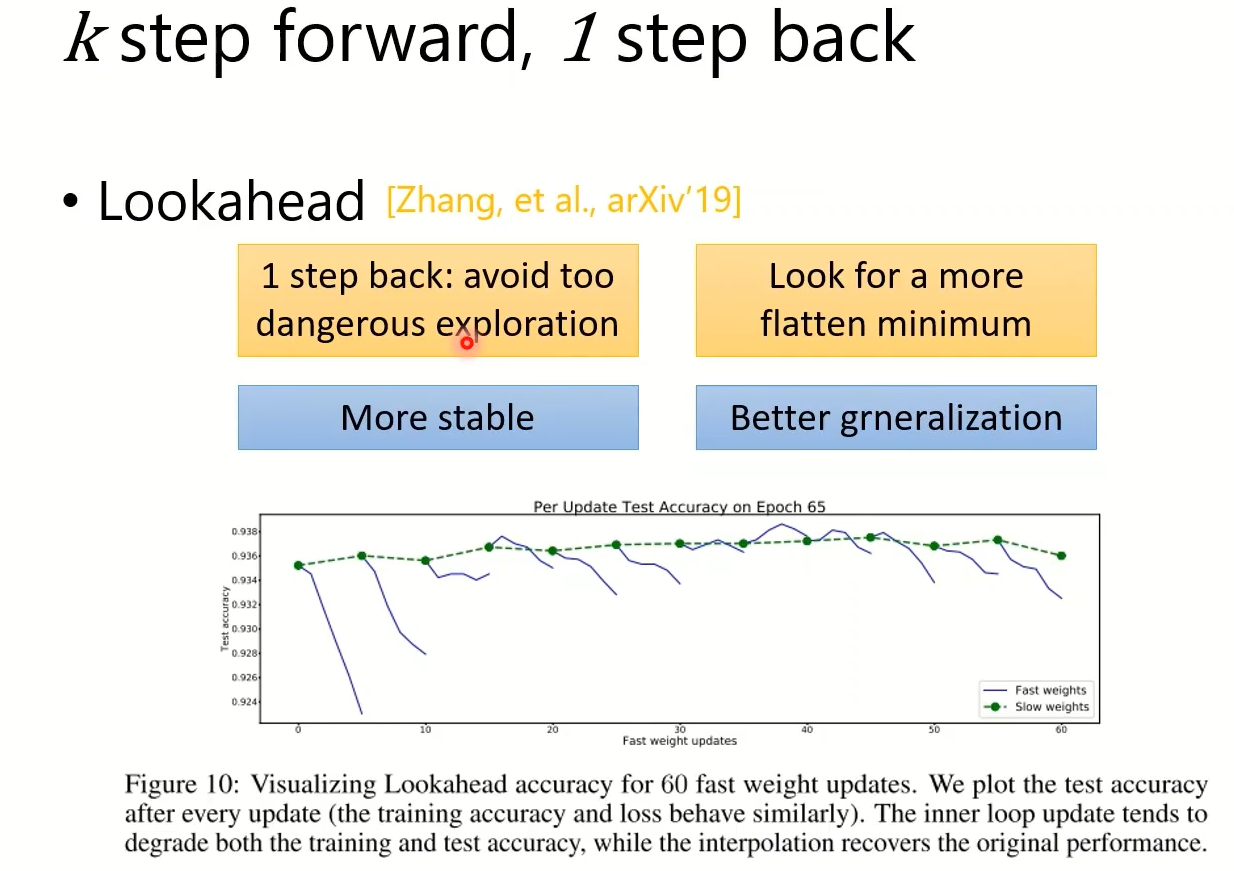 k step forward, 1 step back
• Lookahead [Zhang, et al., arXiv'19]
1 step back: avoid too
dangerous exploration
Look for a more
flatten minimum
More stable
Better grneralization
Per Update Test Accuracy on Epoch 65
0.938
0.936
0.934
0.932
0.930
0.928
0.926
0.924
Test accuracy
0 10 20 30 40 50 60
Fast weight updates
Fast weights
Slow weights
Figure 10: Visualizing Lookahead accuracy for 60 fast weight updates. We plot the test accuracy
after every update (the training accuracy and loss behave similarly). The inner loop update tends to
degrade both the training and test accuracy, while the interpolation recovers the original performance.